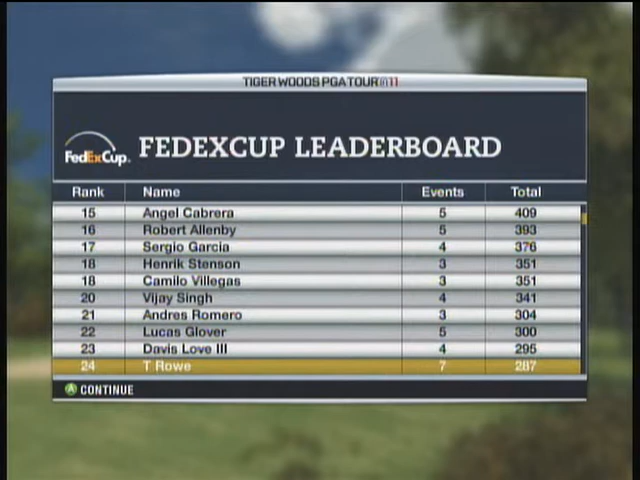 TIGER WOODS PGA TOUR 11
FedExCup. FEDEXCUP LEADERBOARD
Rank Name Events Total
15 Angel Cabrera 5 409
16 Robert Allenby 5 393
17 Sergio Garcia 4 376
18 Henrik Stenson 3 351
18 Camilo Villegas 3 351
20 Vijay Singh 4 341
21 Andres Romero 3 304
22 Lucas Glover 5 300
23 Davis Love III 4 295
24 T Rowe 7 287
A CONTINUE